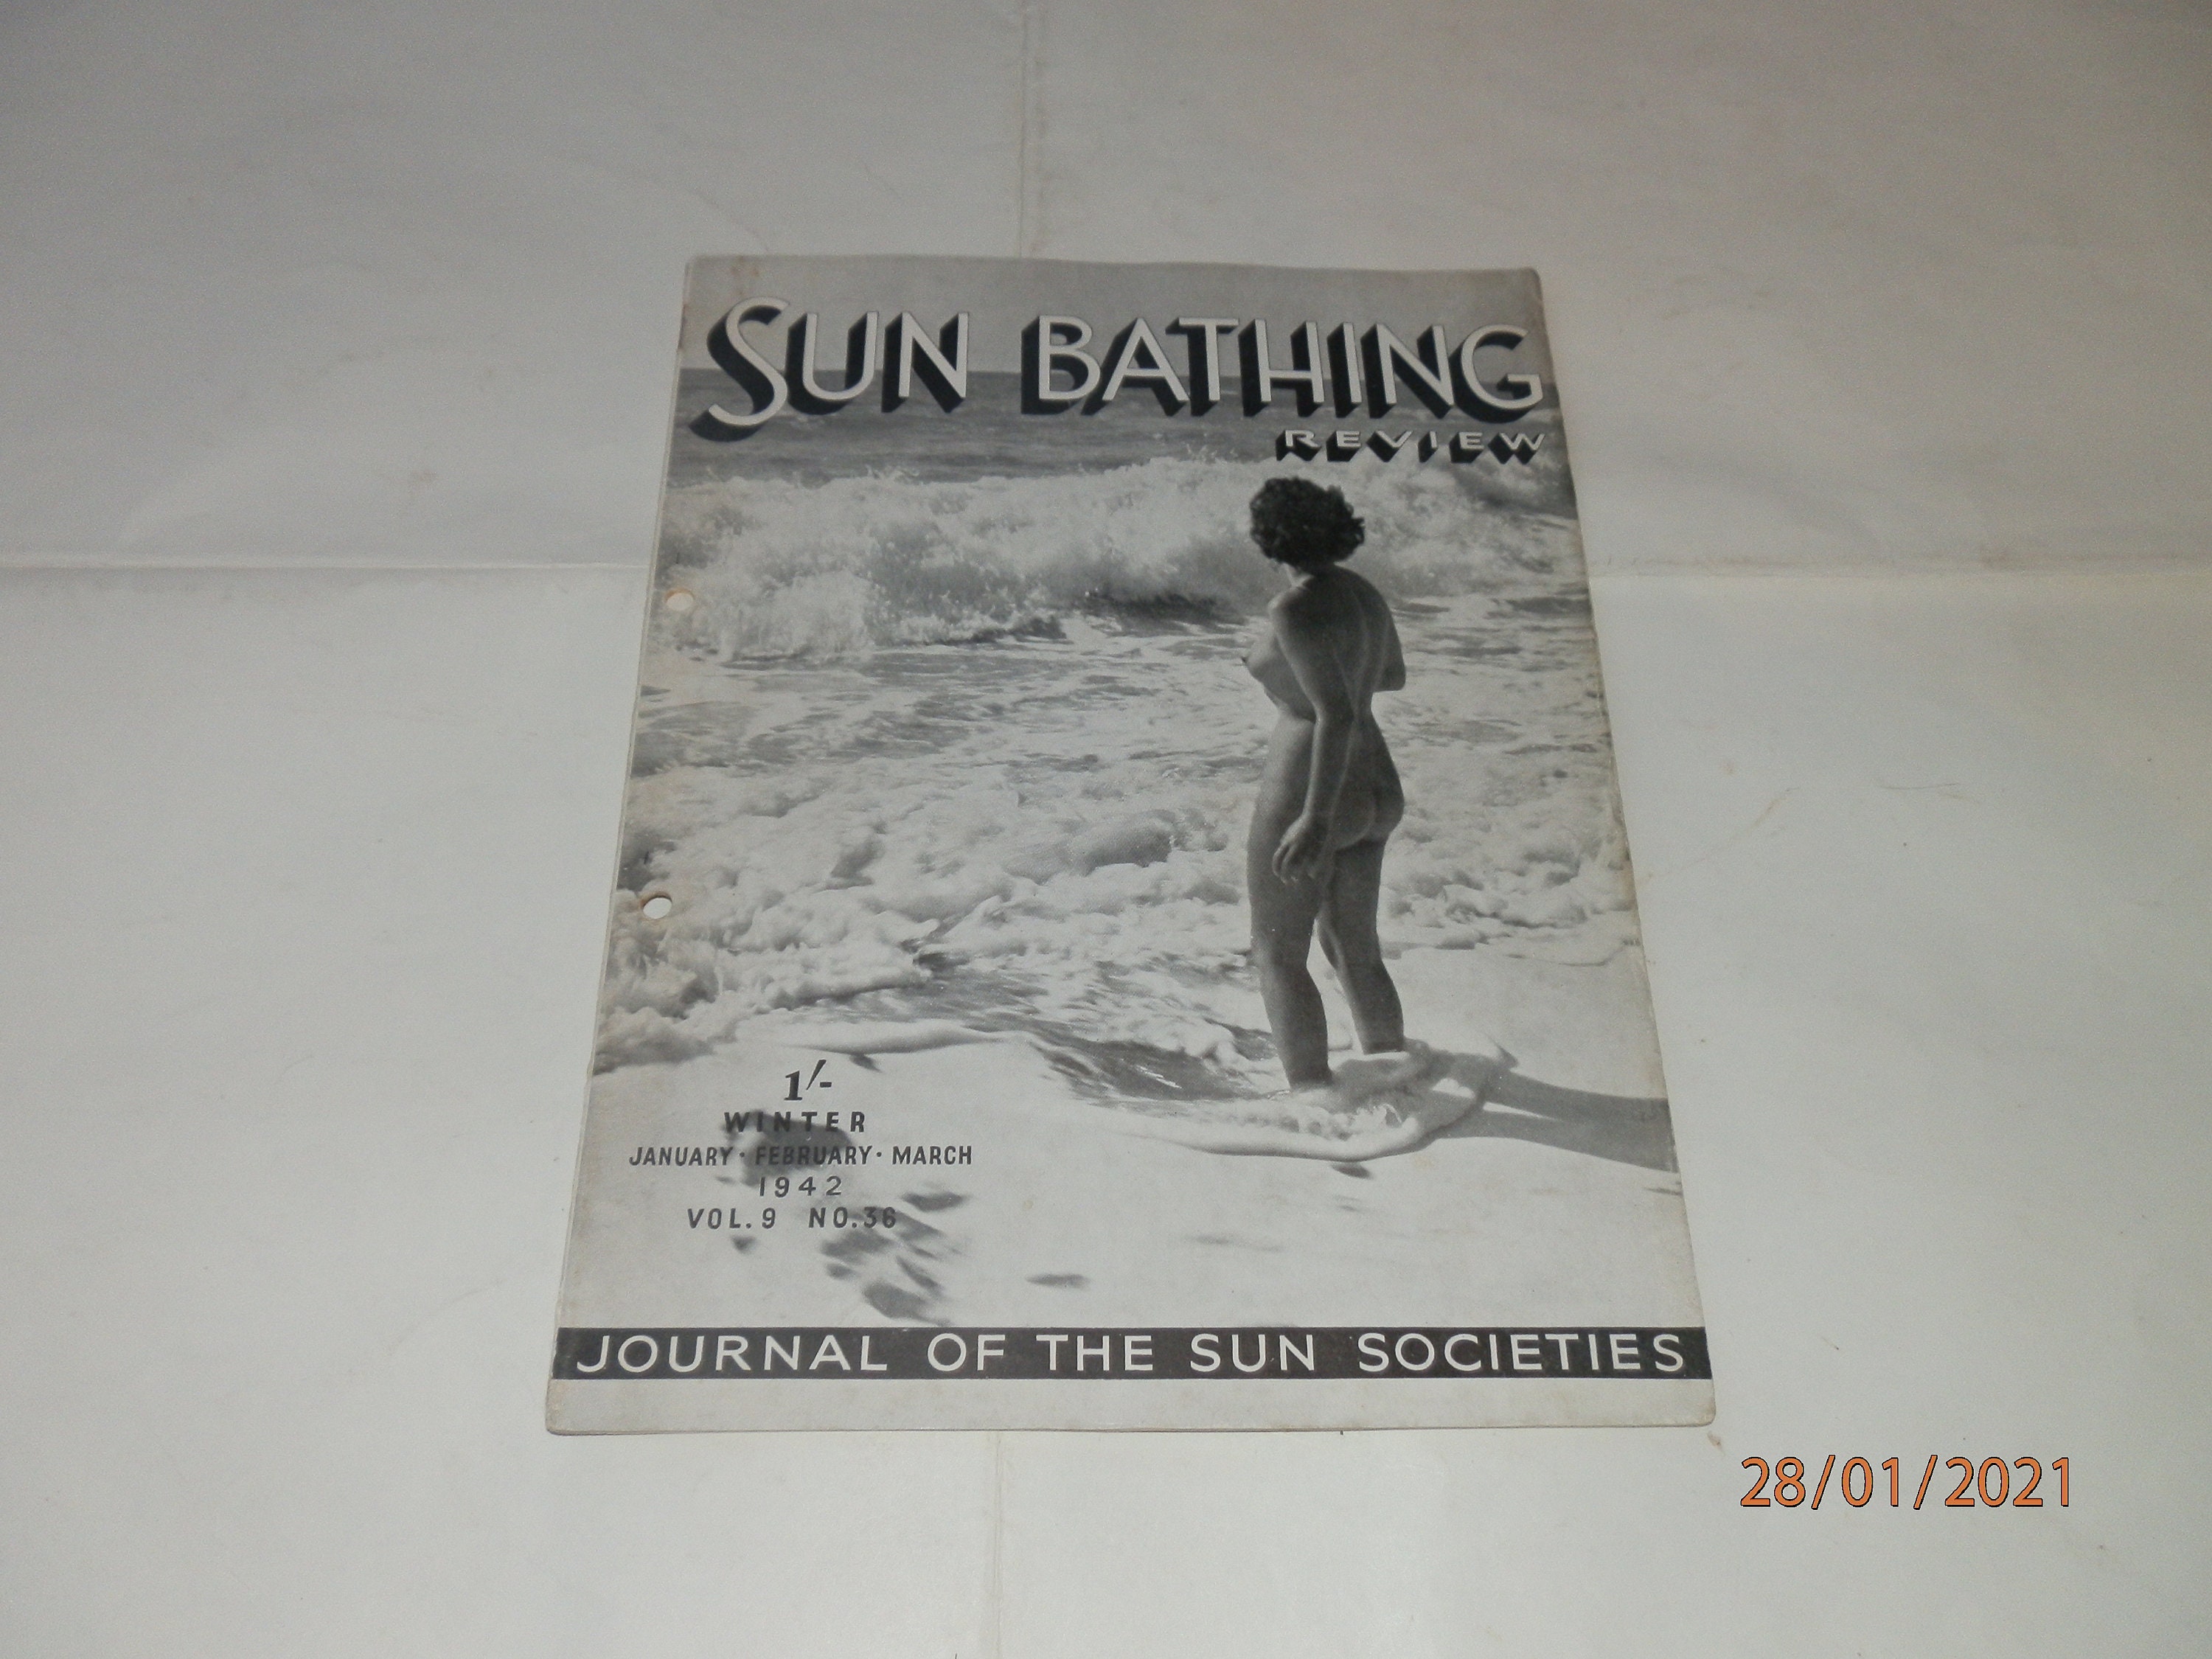 SUN BATHING
REVIEW
1/-
WINTER
JANUARY · FEBRUARY · MARCH
1942
VOL. 9 NO. 36
JOURNAL OF THE SUN SOCIETIES
28/01/2021